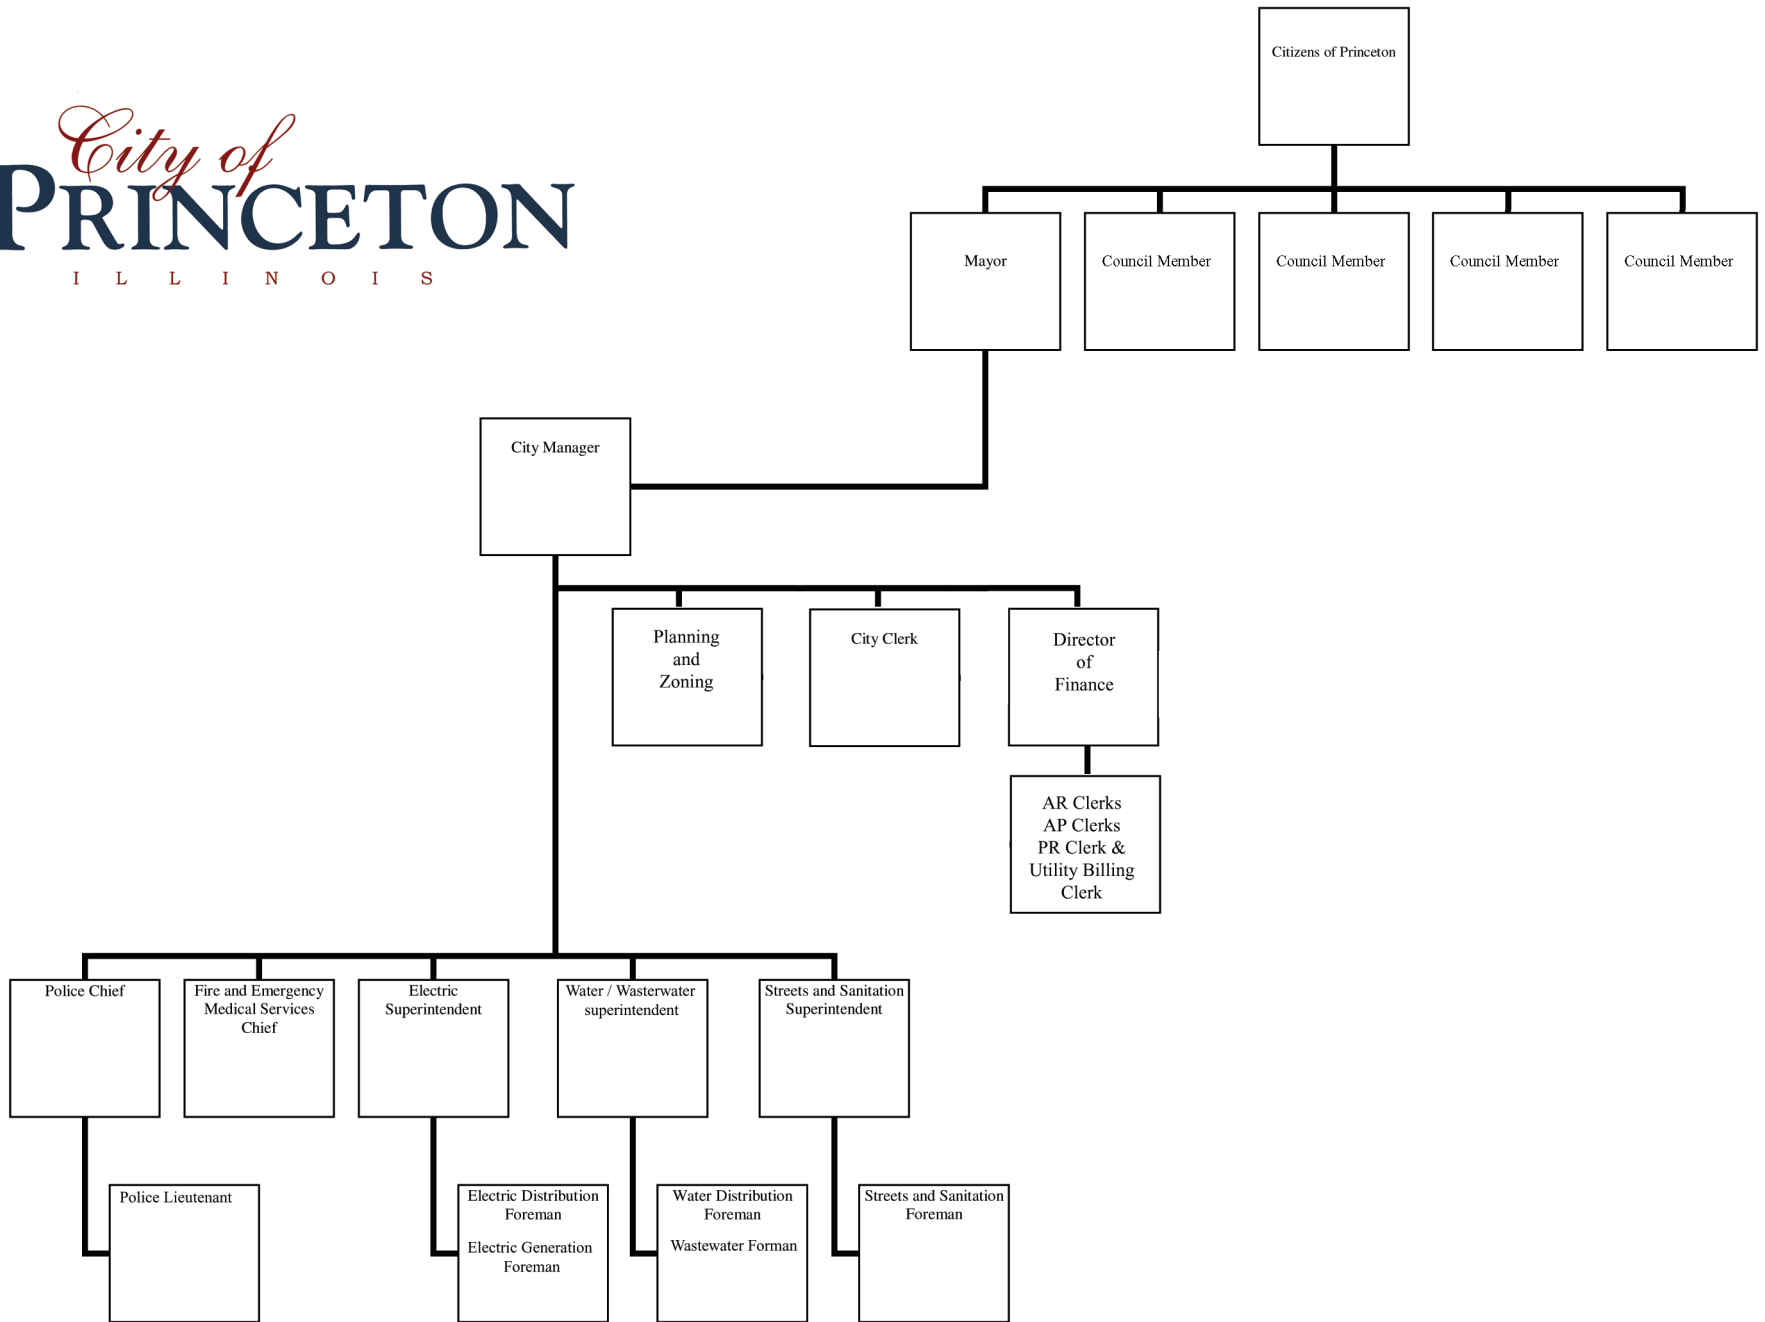 Citizens of Princeton
City of
PRINCETON
ILLINOIS
Mayor
Council Member
Council Member
Council Member
Council Member
City Manager
Planning
and
Zoning
City Clerk
Director
of
Finance
AR Clerks
AP Clerks
PR Clerk &
Utility Billing
Clerk
Police Chief
Fire and Emergency
Medical Services
Chief
Electric
Superintendent
Water / Wasterwater
superintendent
Streets and Sanitation
Superintendent
Police Lieutenant
Electric Distribution
Foreman
Electric Generation
Foreman
Water Distribution
Foreman
Wastewater Forman
Streets and Sanitation
Foreman